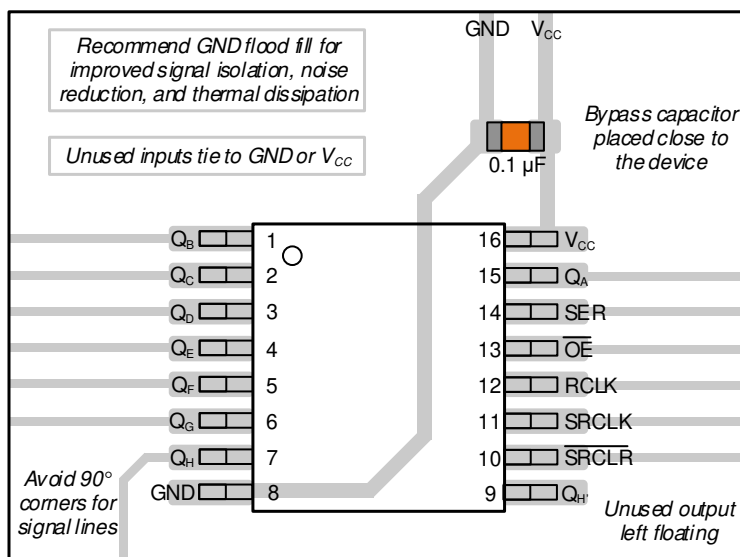 GND VCC
Recommend GND flood fill for
improved signal isolation, noise
reduction, and thermal dissipation
Unused inputs tie to GND or VCC
Bypass capacitor
placed close to
the device
0.1 µF
QB 1 16 VCC
QC 2 15 QA
QD 3 14 SER
QE 4 13 O̅E̅
QF 5 12 RCLK
QG 6 11 SRCLK
QH 7 10 S̅R̅C̅L̅R̅
GND 8 9 QH'
Avoid 90°
corners for
signal lines
Unused output
left floating